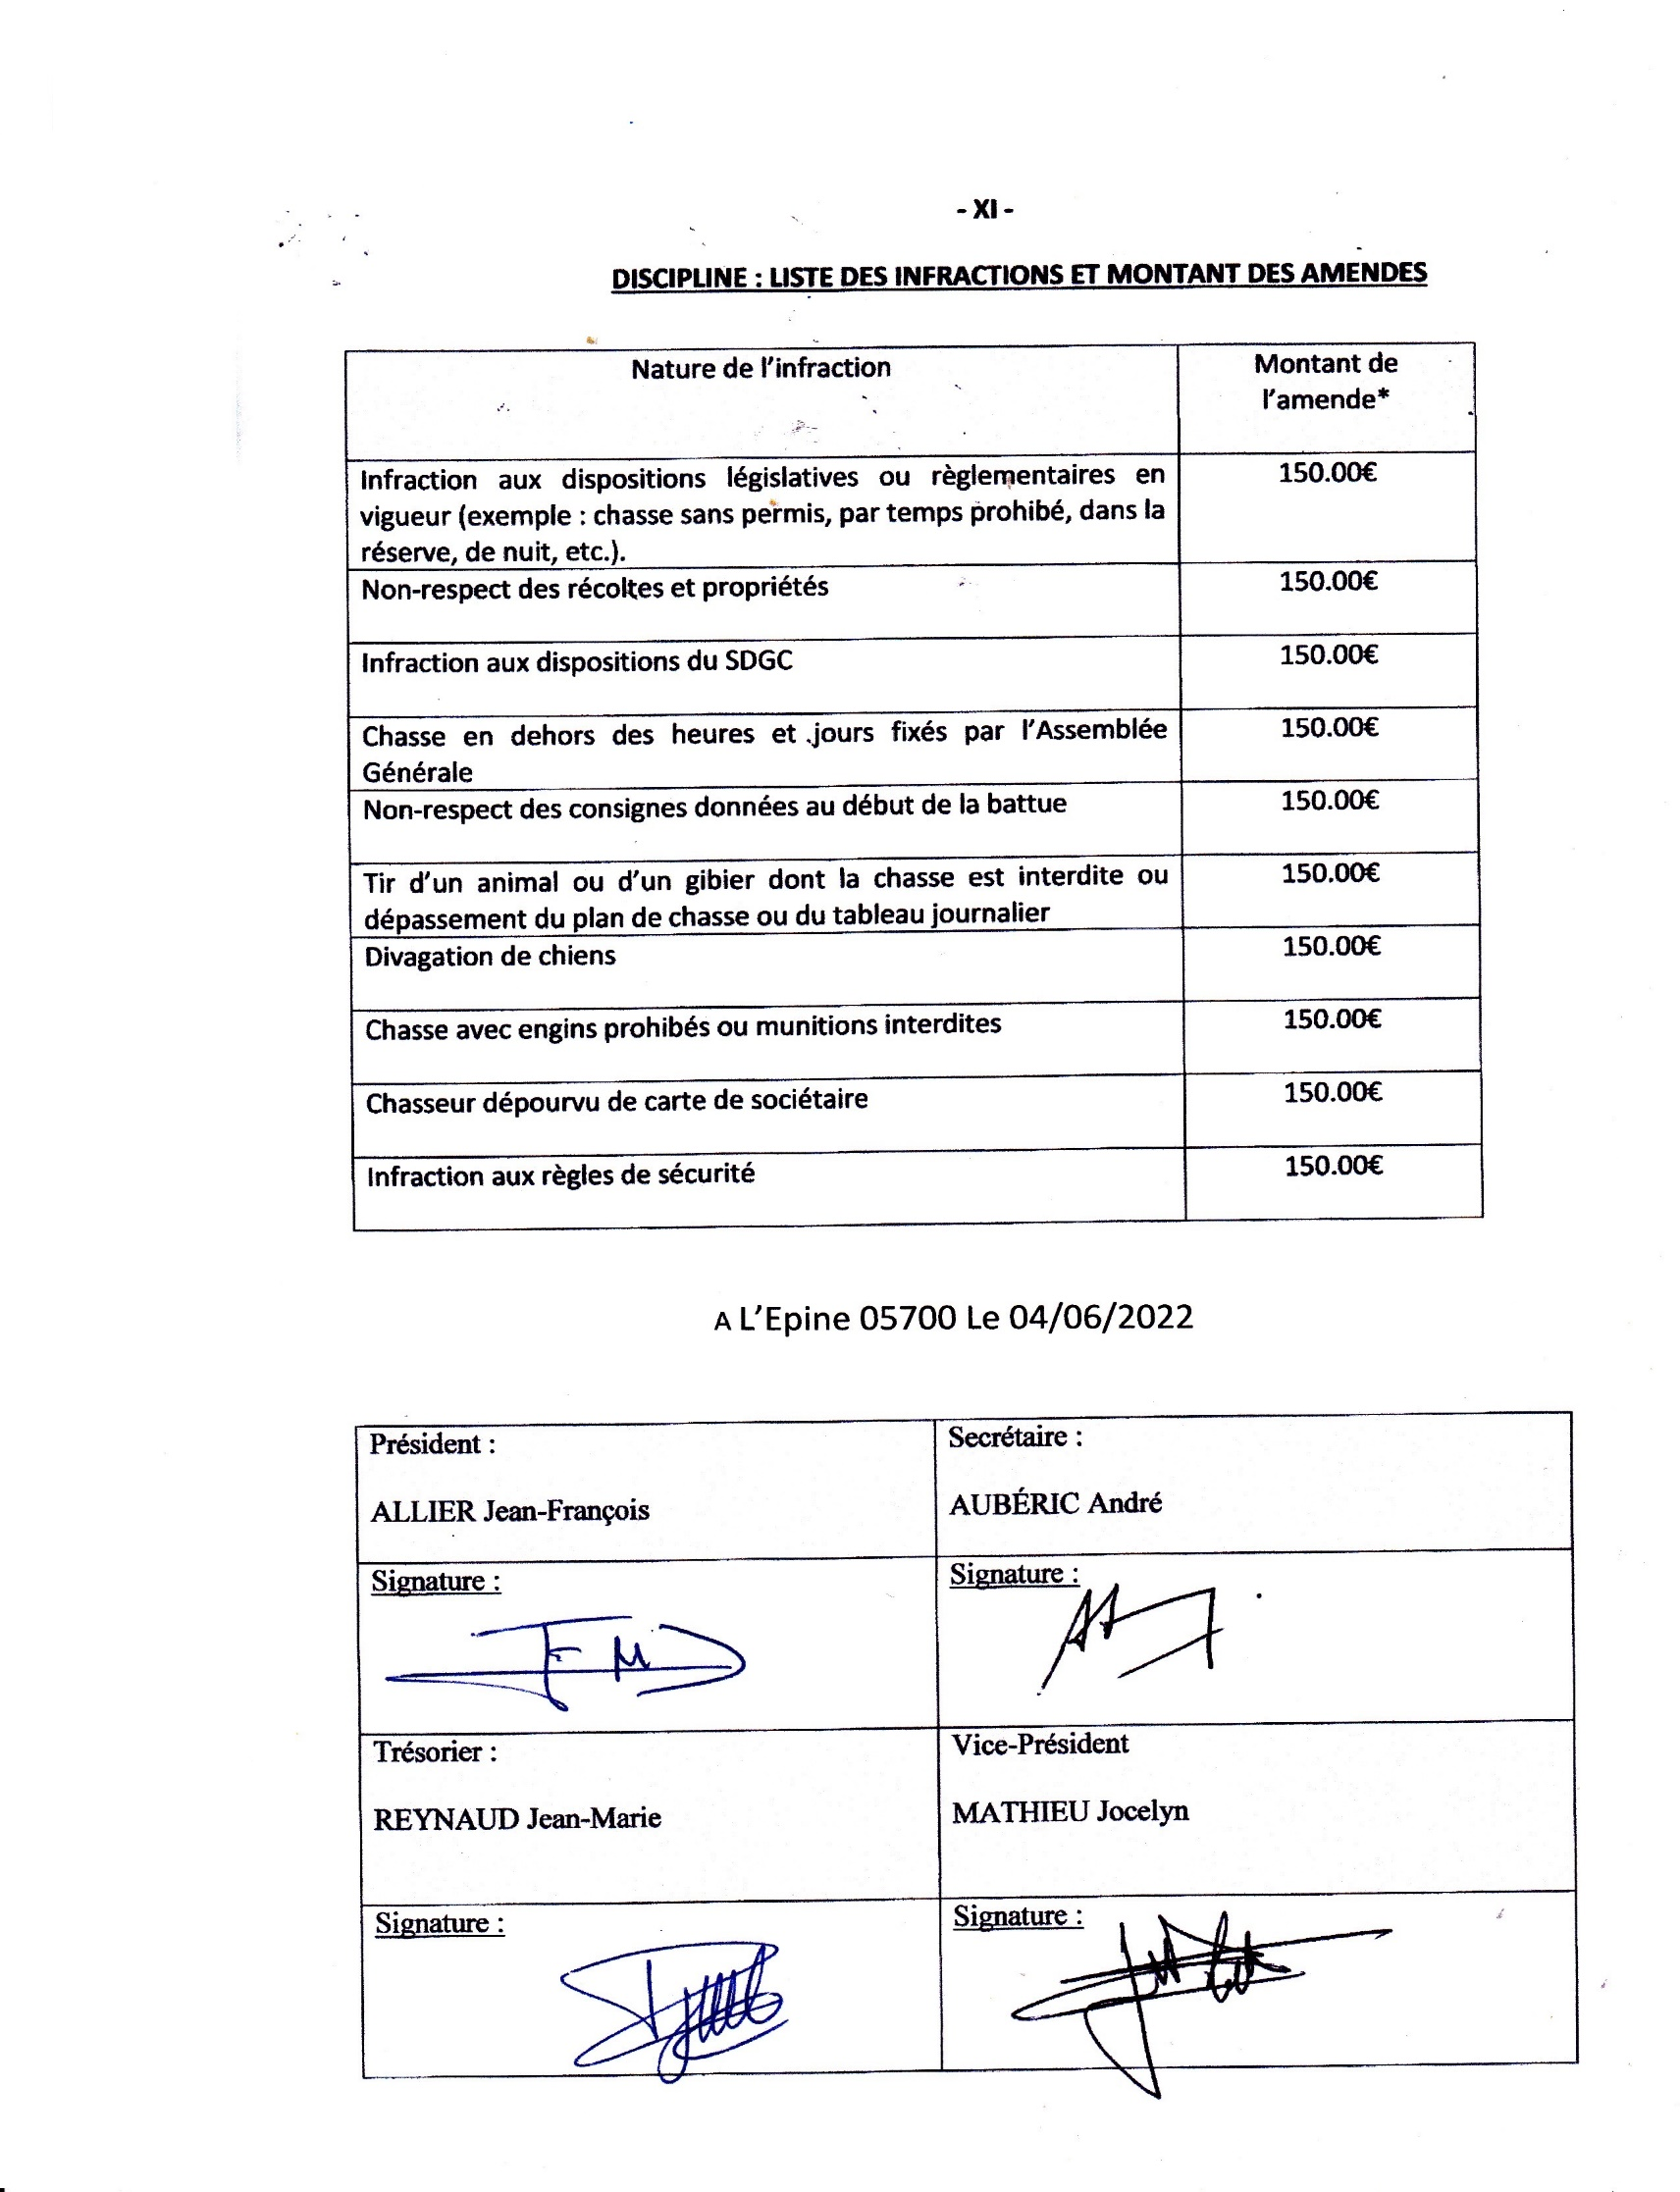 - XI -
DISCIPLINE : LISTE DES INFRACTIONS ET MONTANT DES AMENDES
Nature de l'infraction
Montant de
l'amende*
Infraction aux dispositions législatives ou règlementaires en
vigueur (exemple : chasse sans permis, par temps prohibé, dans la
réserve, de nuit, etc.).
150.00€
Non-respect des récoltes et propriétés
150.00€
Infraction aux dispositions du SDGC
150.00€
Chasse en dehors des heures et jours fixés par l'Assemblée
Générale
150.00€
Non-respect des consignes données au début de la battue
150.00€
Tir d'un animal ou d'un gibier dont la chasse est interdite ou
dépassement du plan de chasse ou du tableau journalier
150.00€
Divagation de chiens
150.00€
Chasse avec engins prohibés ou munitions interdites
150.00€
Chasseur dépourvu de carte de sociétaire
150.00€
Infraction aux règles de sécurité
150.00€
A L'Epine 05700 Le 04/06/2022
Président :
ALLIER Jean-François
Secrétaire :
AUBÉRIC André
Signature :
Signature :
Trésorier :
REYNAUD Jean-Marie
Vice-Président
MATHIEU Jocelyn
Signature :
Signature :